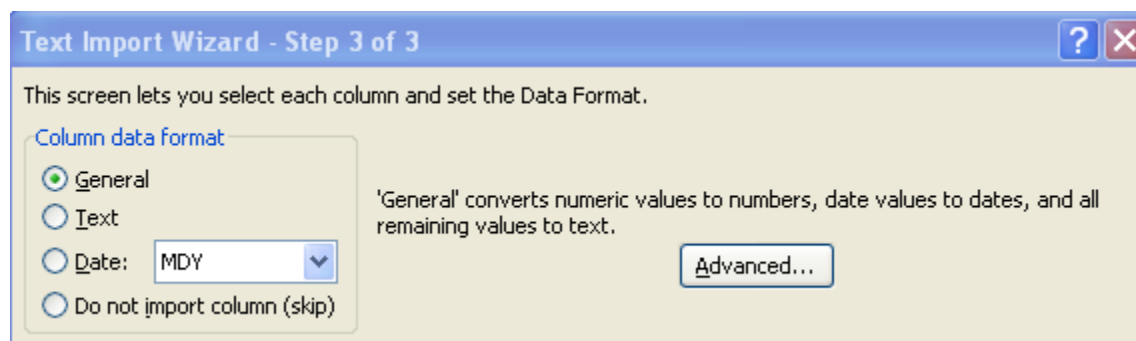 Text Import Wizard - Step 3 of 3
This screen lets you select each column and set the Data Format.
Column data format
General
Text
Date: MDY
Do not import column (skip)
'General' converts numeric values to numbers, date values to dates, and all
remaining values to text.
Advanced...